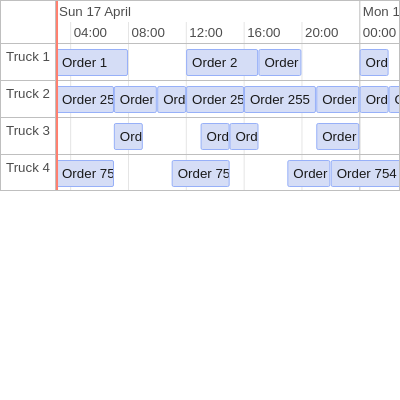 Sun 17 April Mon 1
04:00 08:00 12:00 16:00 20:00 00:00
Truck 1 Order 1 Order 2 Order Ord
Truck 2 Order 25 Order Ord Order 25 Order 255 Order Ord
Truck 3 Ord Ord Ord Order
Truck 4 Order 75 Order 75 Order Order 754